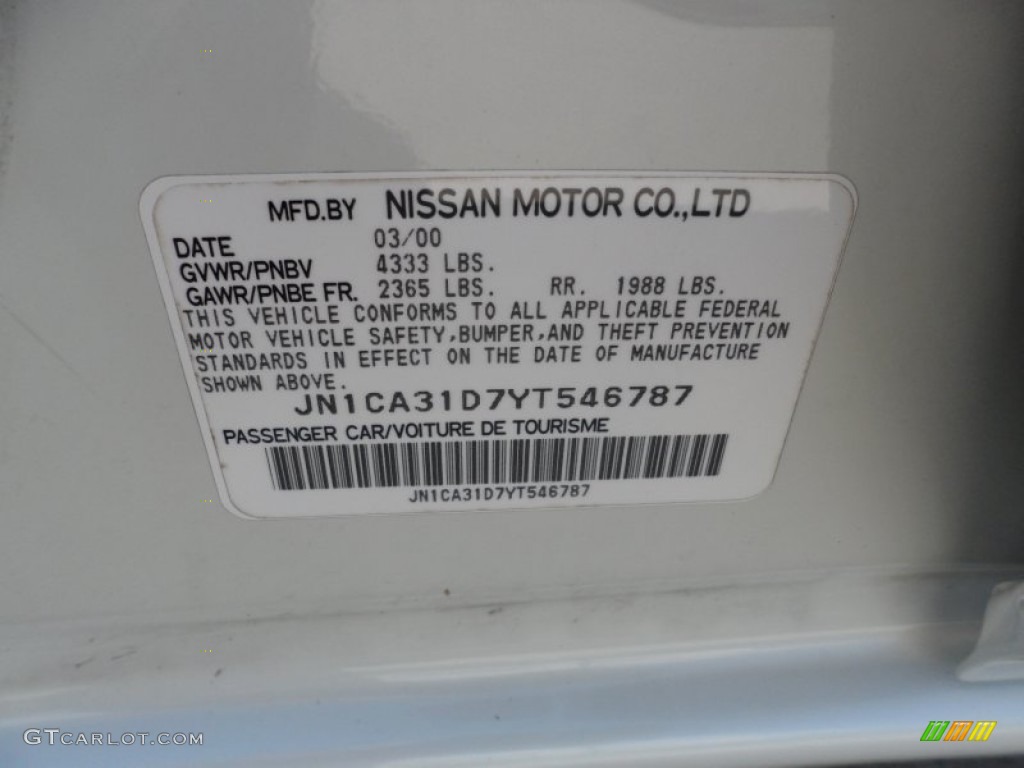 MFD.BY NISSAN MOTOR CO.,LTD
DATE 03/00
GVWR/PNBV 4333 LBS.
GAWR/PNBE FR. 2365 LBS. RR. 1988 LBS.
THIS VEHICLE CONFORMS TO ALL APPLICABLE FEDERAL
MOTOR VEHICLE SAFETY,BUMPER,AND THEFT PREVENTION
STANDARDS IN EFFECT ON THE DATE OF MANUFACTURE
SHOWN ABOVE.
JN1CA31D7YT546787
PASSENGER CAR/VOITURE DE TOURISME
JN1CA31D7YT546787
GTCARLOT.COM